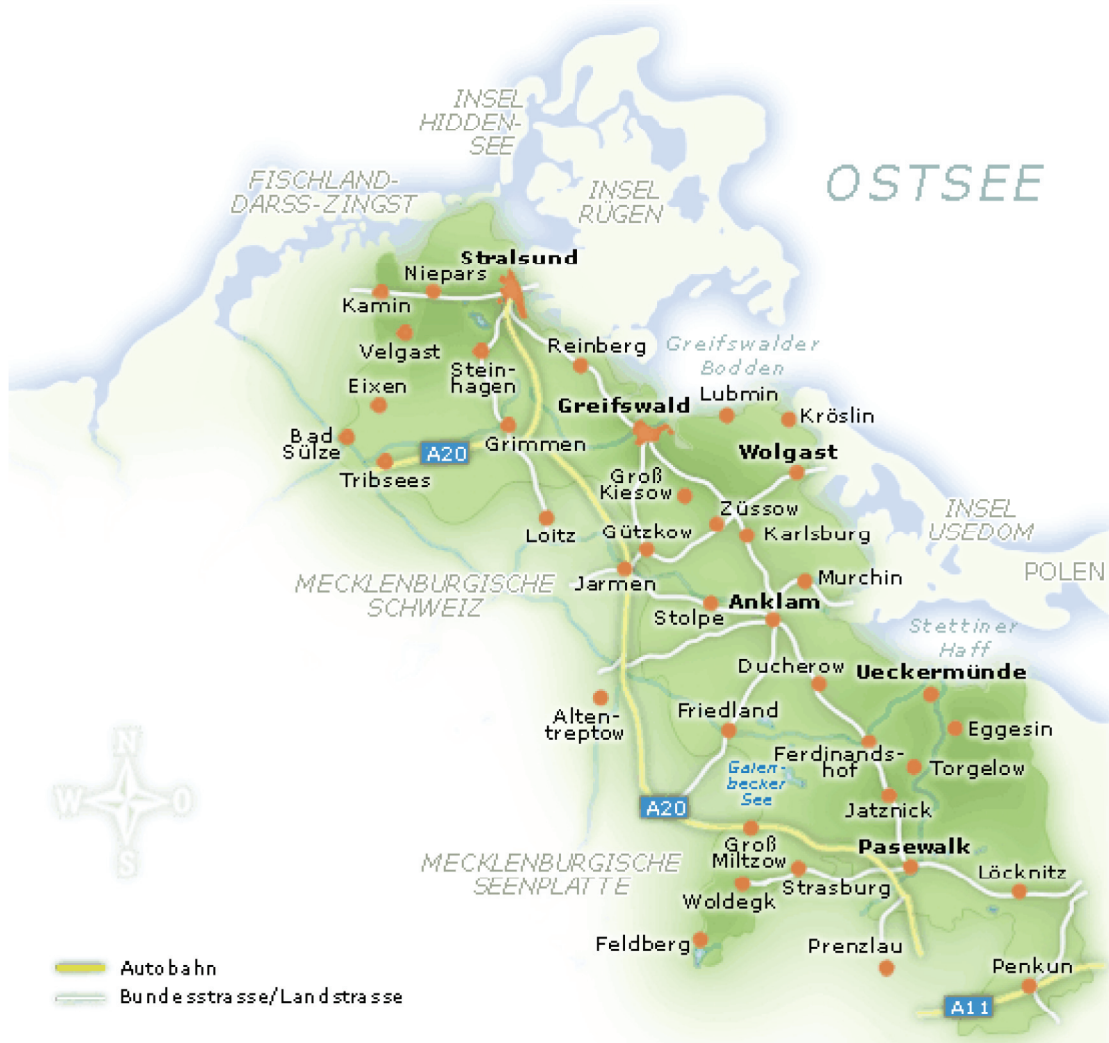 INSEL
HIDDEN-
SEE
FISCHLAND-
DARSS-ZINGST
INSEL
RÜGEN
OSTSEE
Stralsund
Niepars
Kamin
Velgast
Reinberg
Greifswalder
Bodden
Stein-
hagen
Eixen
Lubmin
Greifswald
Kröslin
Bad
Sülze
Grimmen
A20
Wolgast
Tribsees
Groß
Kiesow
INSEL
USEDOM
Züssow
Loitz
Gützkow
Karlsburg
POLEN
MECKLENBURGISCHE
SCHWEIZ
Jarmen
Murchin
Anklam
Stolpe
Stettiner
Haff
Ducherow
Ueckermünde
Alten-
treptow
Friedland
Eggesin
Ferdinands-
hof
Galen-
becker
See
Torgelow
N
W
O
S
A20
Jatznick
Groß
Miltzow
Pasewalk
MECKLENBURGISCHE
SEENPLATTE
Strasburg
Löcknitz
Woldegk
Feldberg
Prenzlau
Penkun
A11
Autobahn
Bundesstrasse/Landstrasse